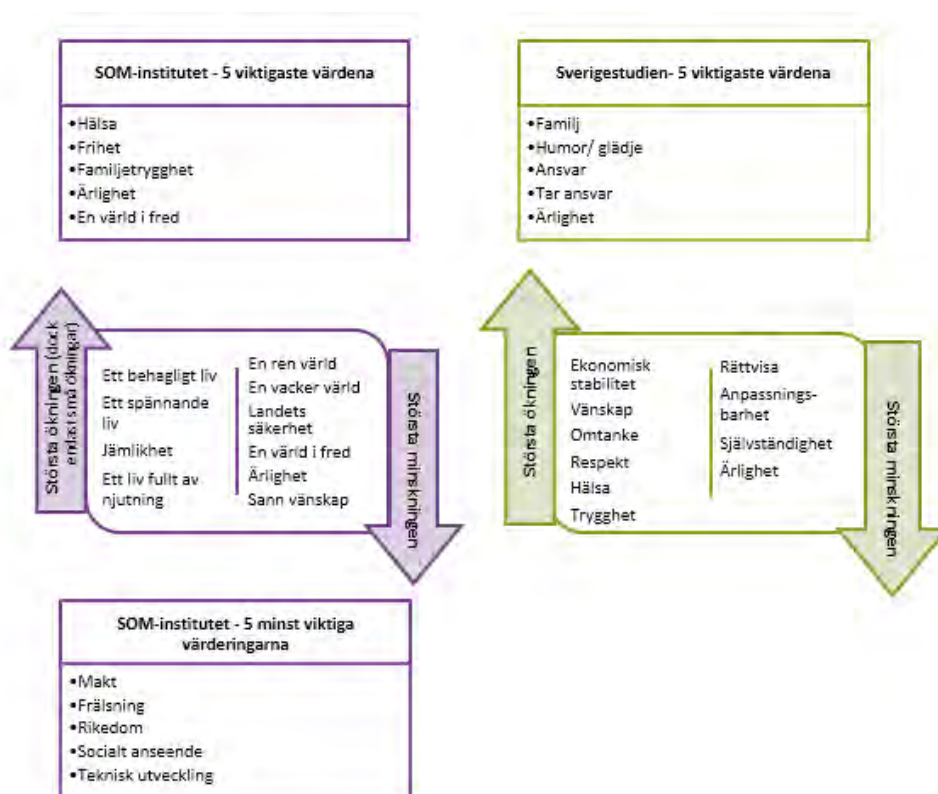 SOM-institutet - 5 viktigaste värdena
•Hälsa
•Frihet
•Familjetrygghet
•Ärlighet
•En värld i fred
Sverigestudien- 5 viktigaste värdena
•Familj
•Humor/ glädje
•Ansvar
•Tar ansvar
•Ärlighet
Största ökningen (dock
endast små ökningar)
Ett behagligt liv
Ett spännande
liv
Jämlikhet
Ett liv fullt av
njutning
En ren värld
En vacker värld
Landets
säkerhet
En värld i fred
Ärlighet
Sann vänskap
Största minskningen
Största ökningen
Ekonomisk
stabilitet
Vänskap
Omtanke
Respekt
Hälsa
Trygghet
Rättvisa
Anpassnings-
barhet
Självständighet
Ärlighet
Största minskningen
SOM-institutet - 5 minst viktiga
värderingarna
•Makt
•Frälsning
•Rikedom
•Socialt anseende
•Teknisk utveckling